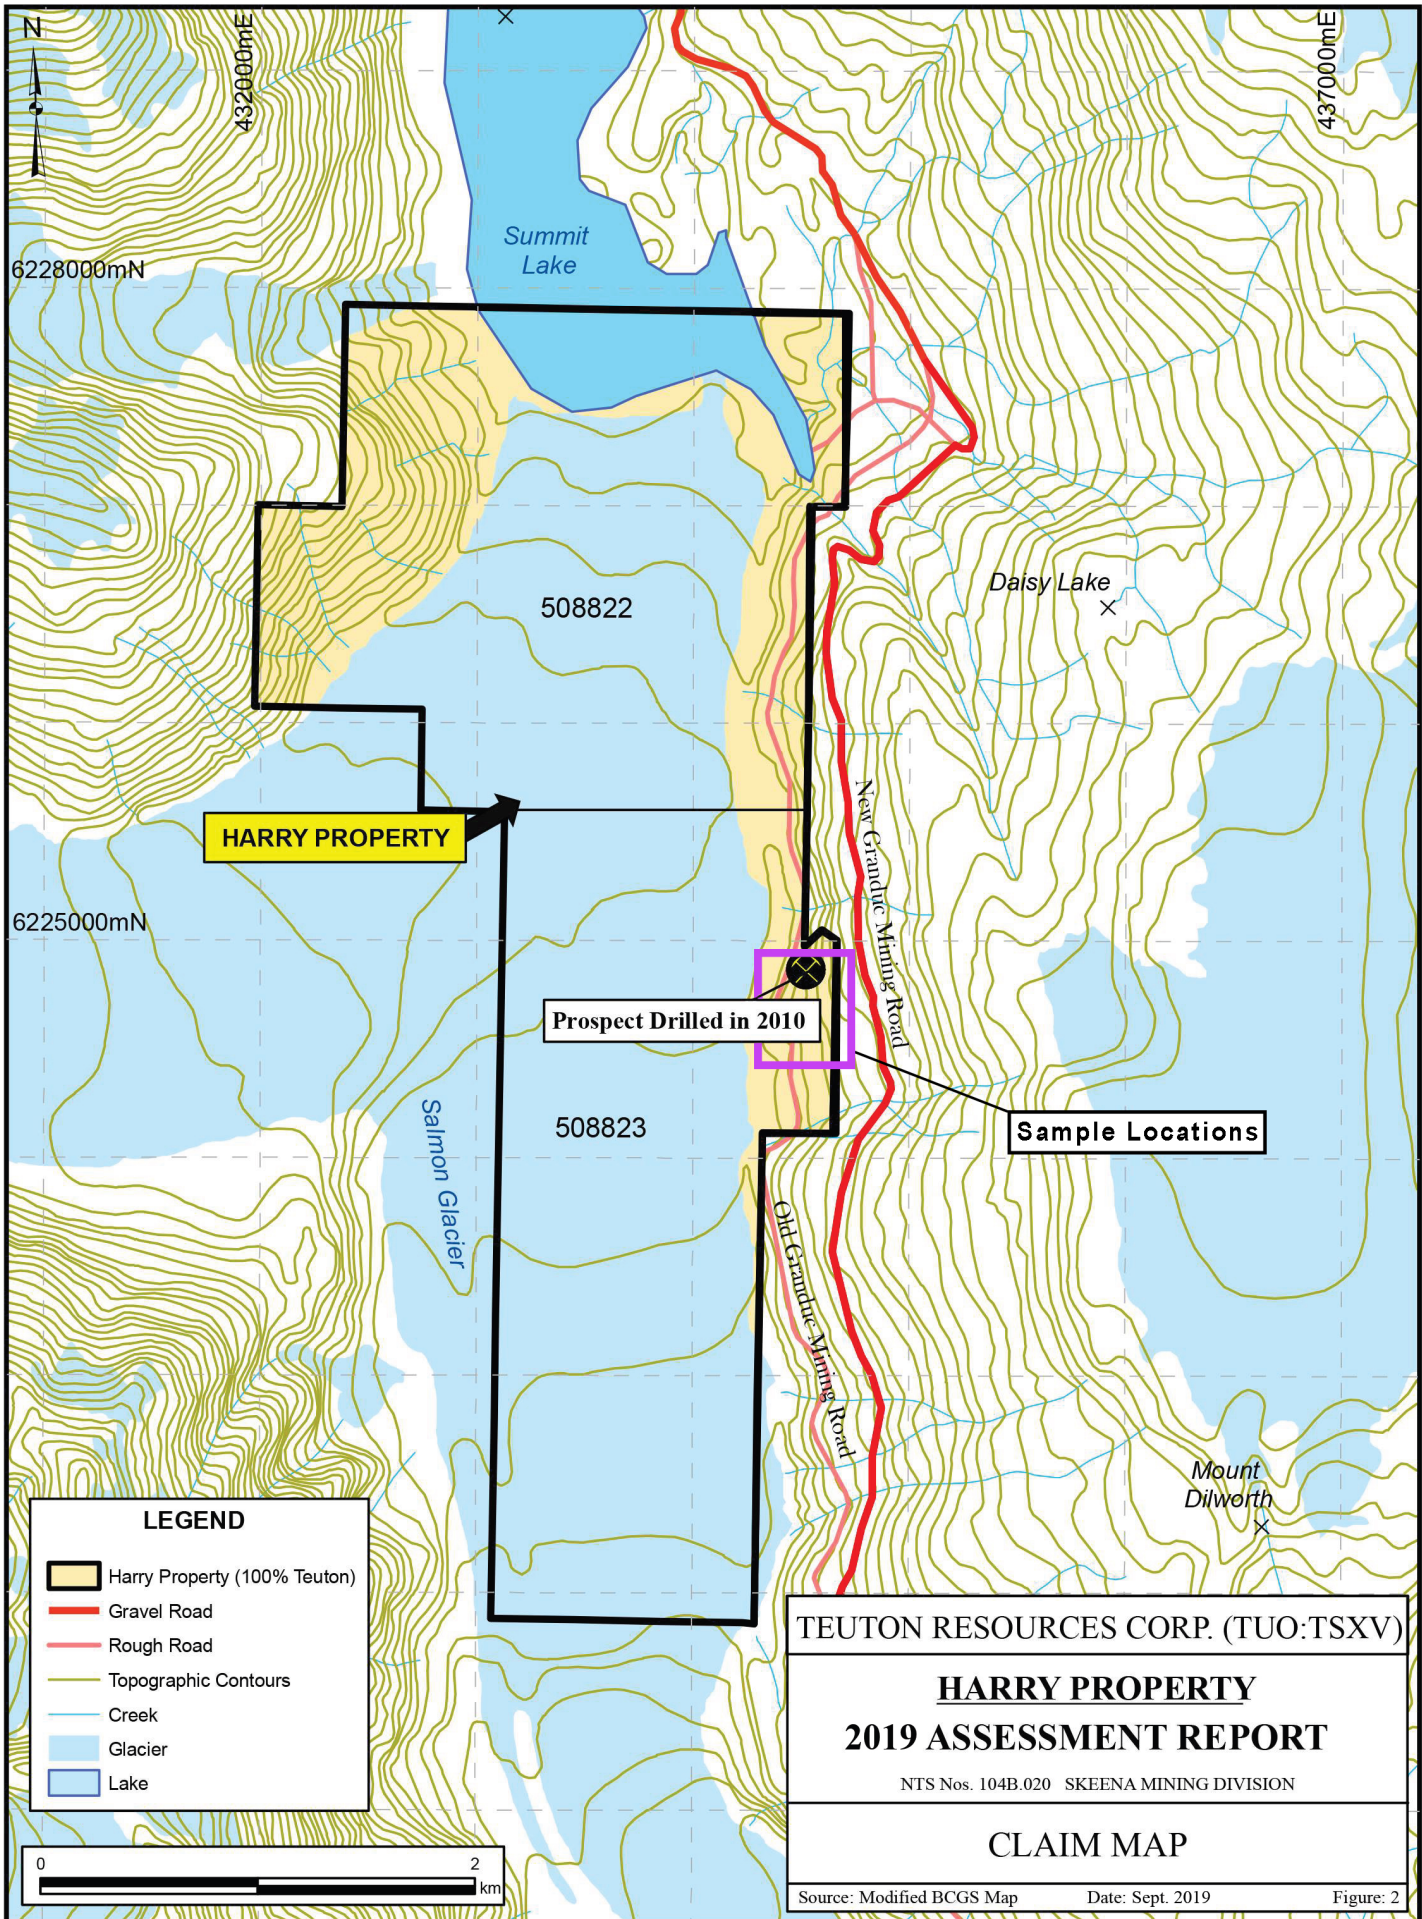 N
432000mE
437000mE
Summit
Lake
6228000mN
Daisy Lake
508822
New Granduc Mining Road
HARRY PROPERTY
6225000mN
Prospect Drilled in 2010
508823
Sample Locations
Salmon Glacier
Old Granduc Mining Road
Mount
Dilworth
LEGEND
Harry Property (100% Teuton)
Gravel Road
Rough Road
Topographic Contours
Creek
Glacier
Lake
0 2
km
TEUTON RESOURCES CORP. (TUO:TSXV)
HARRY PROPERTY
2019 ASSESSMENT REPORT
NTS Nos. 104B.020 SKEENA MINING DIVISION
CLAIM MAP
Source: Modified BCGS Map Date: Sept. 2019 Figure: 2